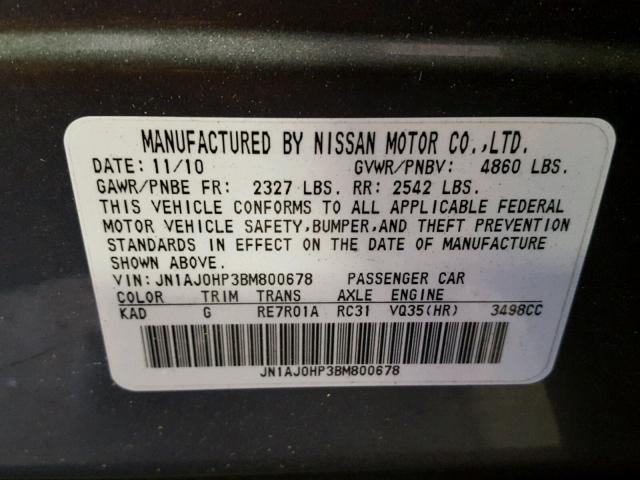 MANUFACTURED BY NISSAN MOTOR CO.,LTD.
DATE: 11/10 GVWR/PNBV: 4860 LBS.
GAWR/PNBE FR: 2327 LBS. RR: 2542 LBS.
THIS VEHICLE CONFORMS TO ALL APPLICABLE FEDERAL
MOTOR VEHICLE SAFETY,BUMPER,AND THEFT PREVENTION
STANDARDS IN EFFECT ON THE DATE OF MANUFACTURE
SHOWN ABOVE.
VIN: JN1AJ0HP3BM800678 PASSENGER CAR
COLOR TRIM TRANS AXLE ENGINE
KAD G RE7R01A RC31 VQ35(HR) 3498CC
JN1AJ0HP3BM800678